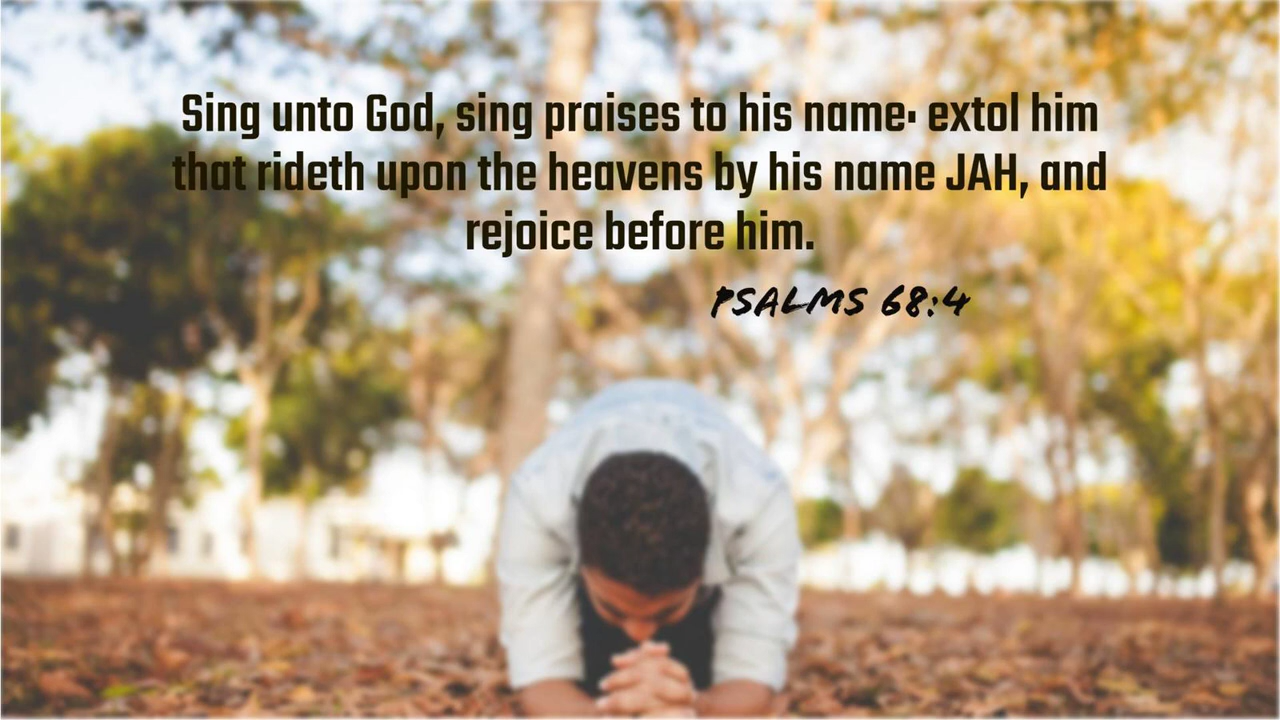 Sing unto God, sing praises to his name· extol him
that rideth upon the heavens by his name JAH, and
rejoice before him.
PSALMS 68:4